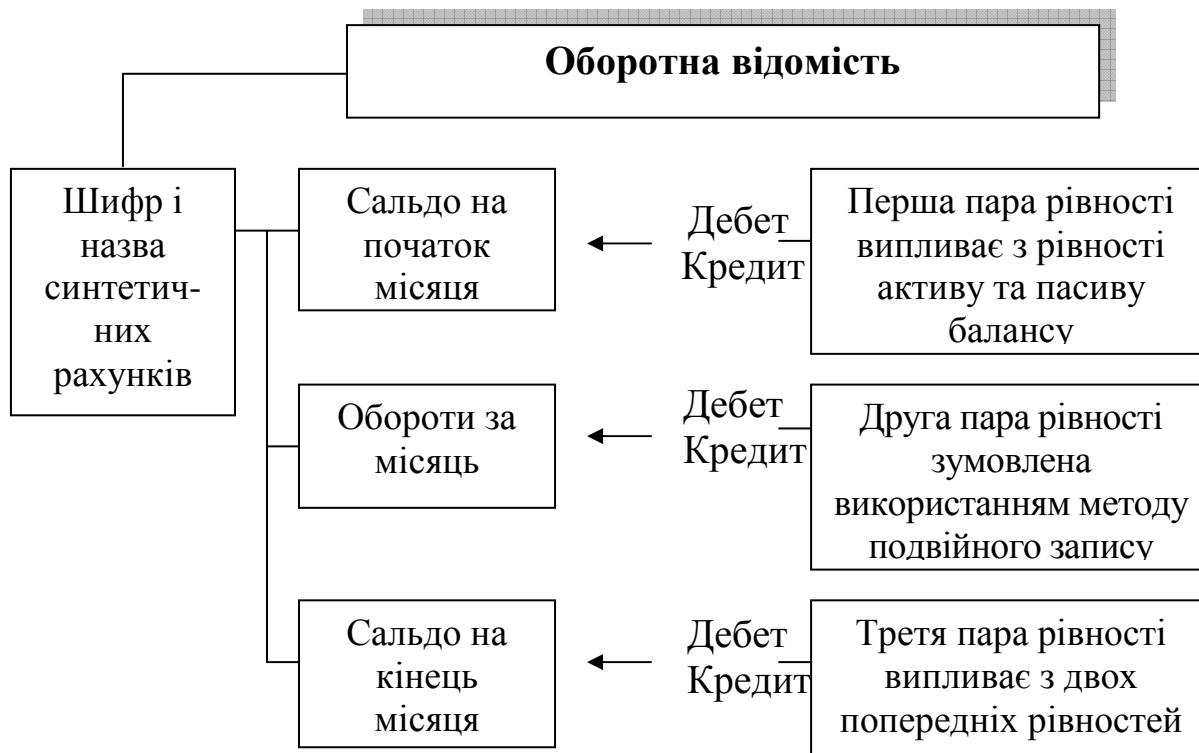 Оборотна відомість
Шифр і
назва
синтетич-
них
рахунків
Сальдо на
початок
місяця
Дебет
Кредит
Перша пара рівності
випливає з рівності
активу та пасиву
балансу
Обороти за
місяць
Дебет
Кредит
Друга пара рівності
зумовлена
використанням методу
подвійного запису
Сальдо на
кінець
місяця
Дебет
Кредит
Третя пара рівності
випливає з двох
попередніх рівностей